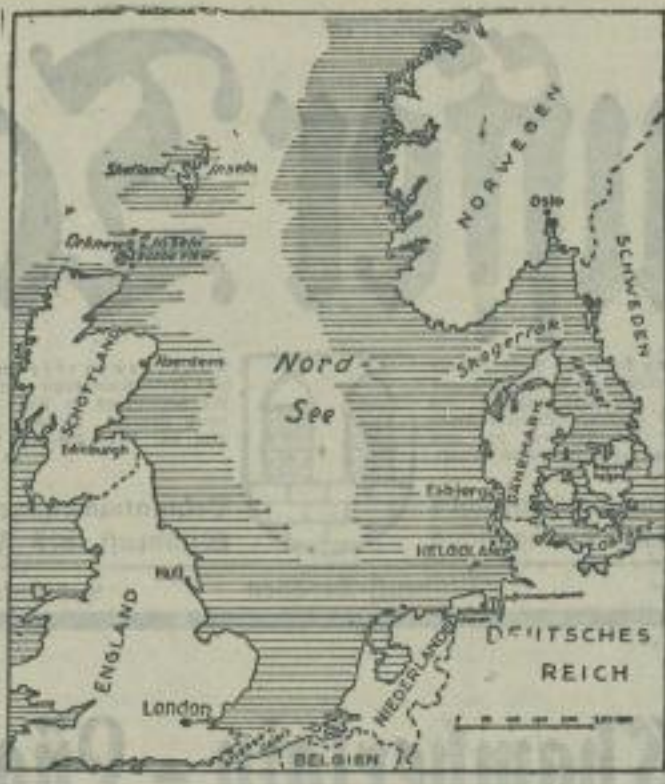 Shetland Inseln
NORWEGEN
Oslo
Orkney Inseln
SCHWEDEN
Skagerrak
Nord-
See
Aberdeen
SCHOTTLAND
Edinburgh
DÄNEMARK
Esbjerg
HELGOLAND
Hull
ENGLAND
DEUTSCHES
REICH
NIEDERLANDE
London
BELGIEN